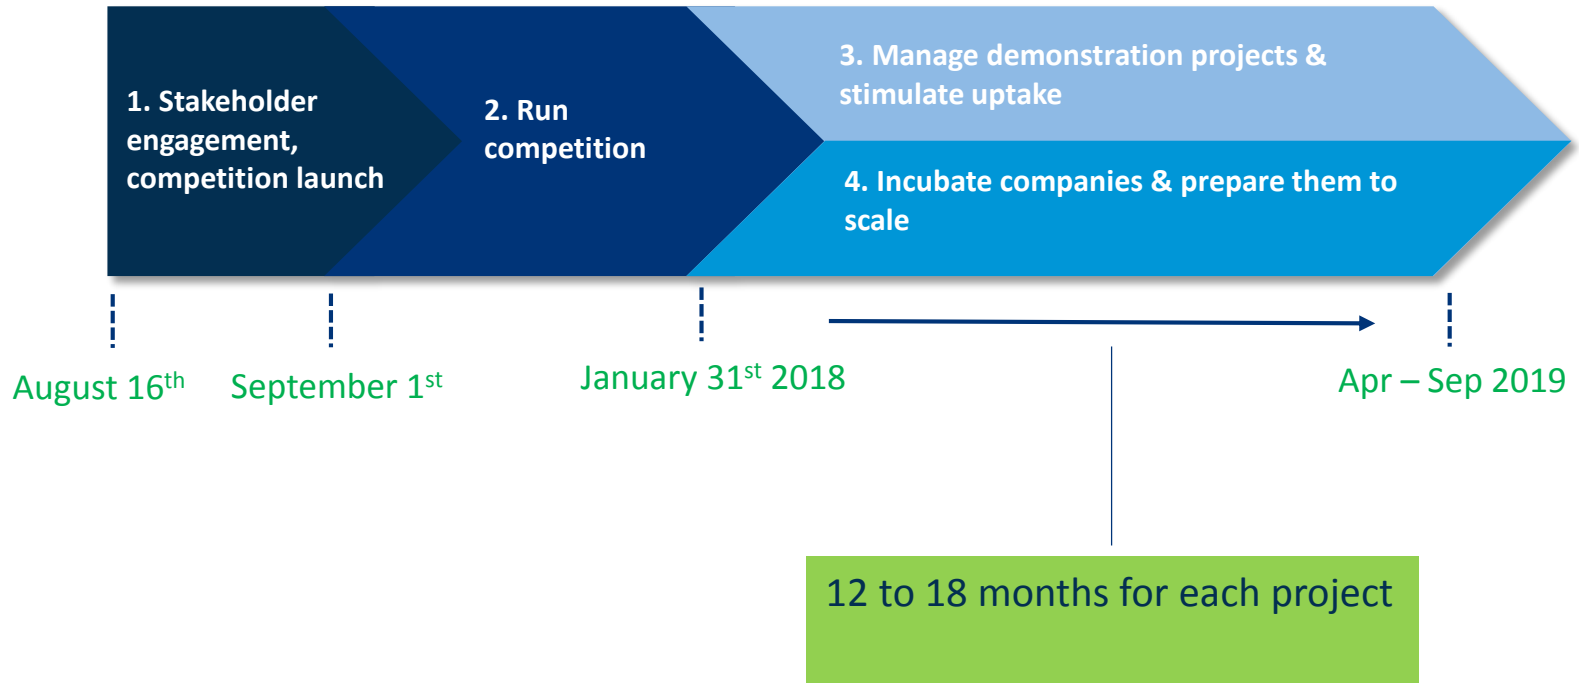 1. Stakeholder
engagement,
competition launch
2. Run
competition
3. Manage demonstration projects &
stimulate uptake
4. Incubate companies & prepare them to
scale
August 16th
September 1st
January 31st 2018
Apr – Sep 2019
12 to 18 months for each project